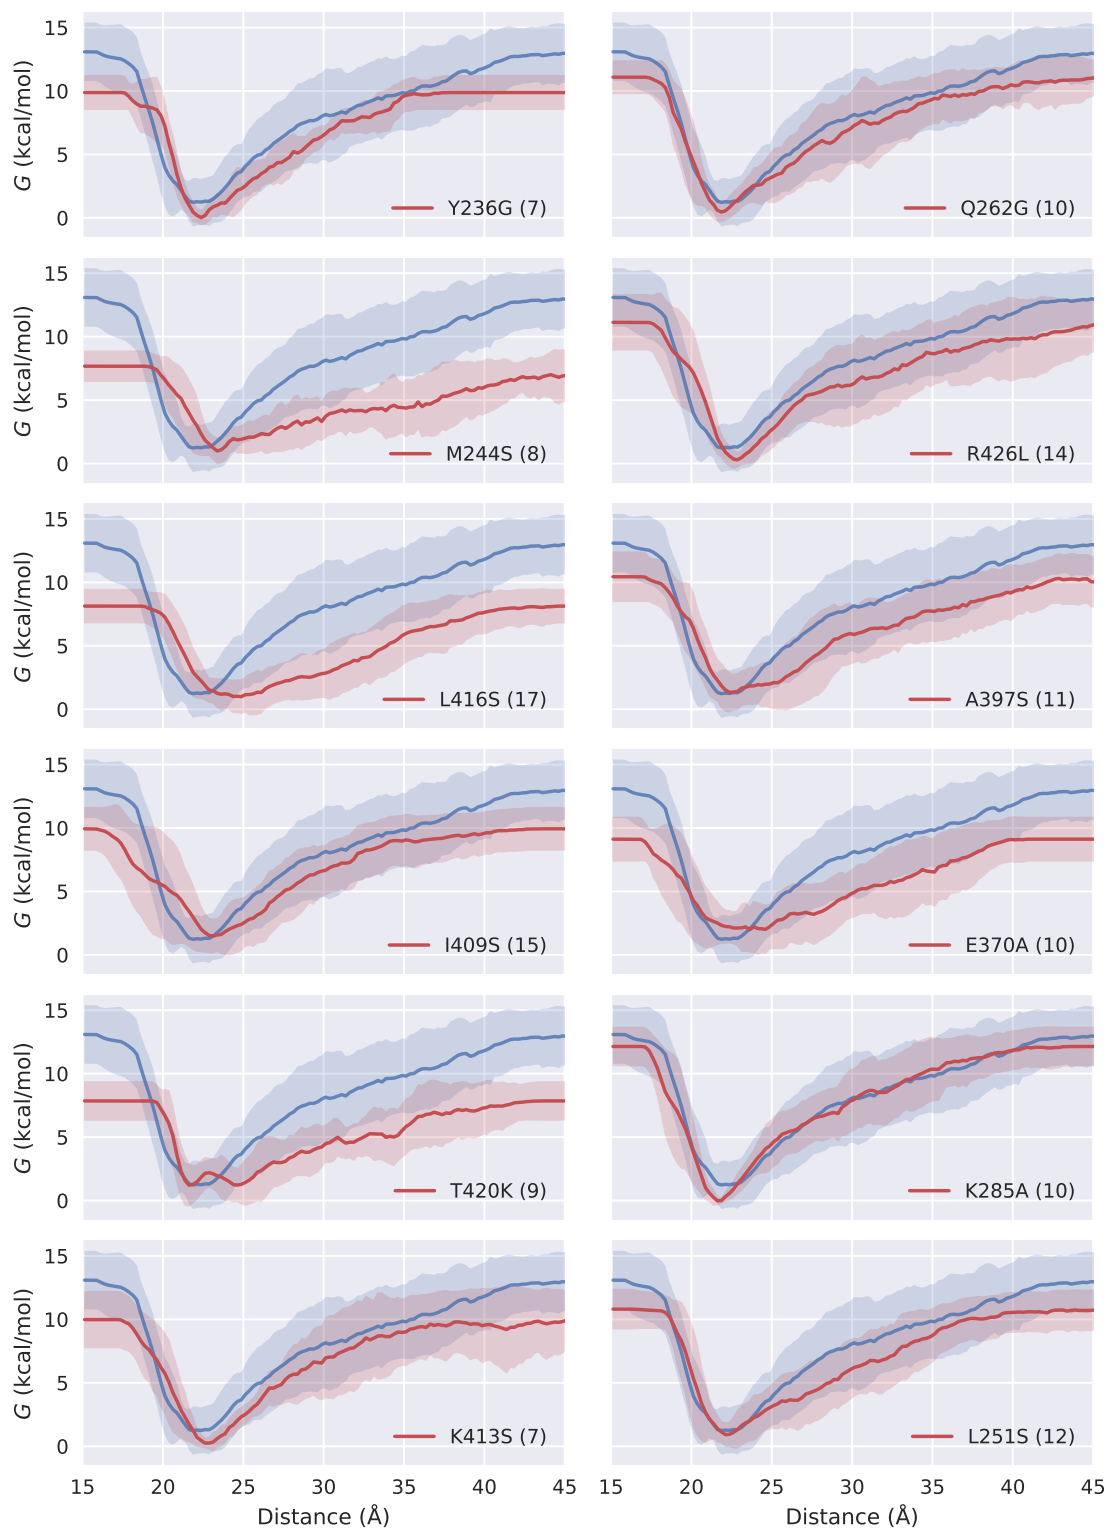 15
10
5
0
G (kcal/mol)
Y236G (7)
Q262G (10)
15
10
5
0
G (kcal/mol)
M244S (8)
R426L (14)
15
10
5
0
G (kcal/mol)
L416S (17)
A397S (11)
15
10
5
0
G (kcal/mol)
I409S (15)
E370A (10)
15
10
5
0
G (kcal/mol)
T420K (9)
K285A (10)
15
10
5
0
G (kcal/mol)
K413S (7)
L251S (12)
15 20 25 30 35 40 45
15 20 25 30 35 40 45
Distance (Å)
Distance (Å)